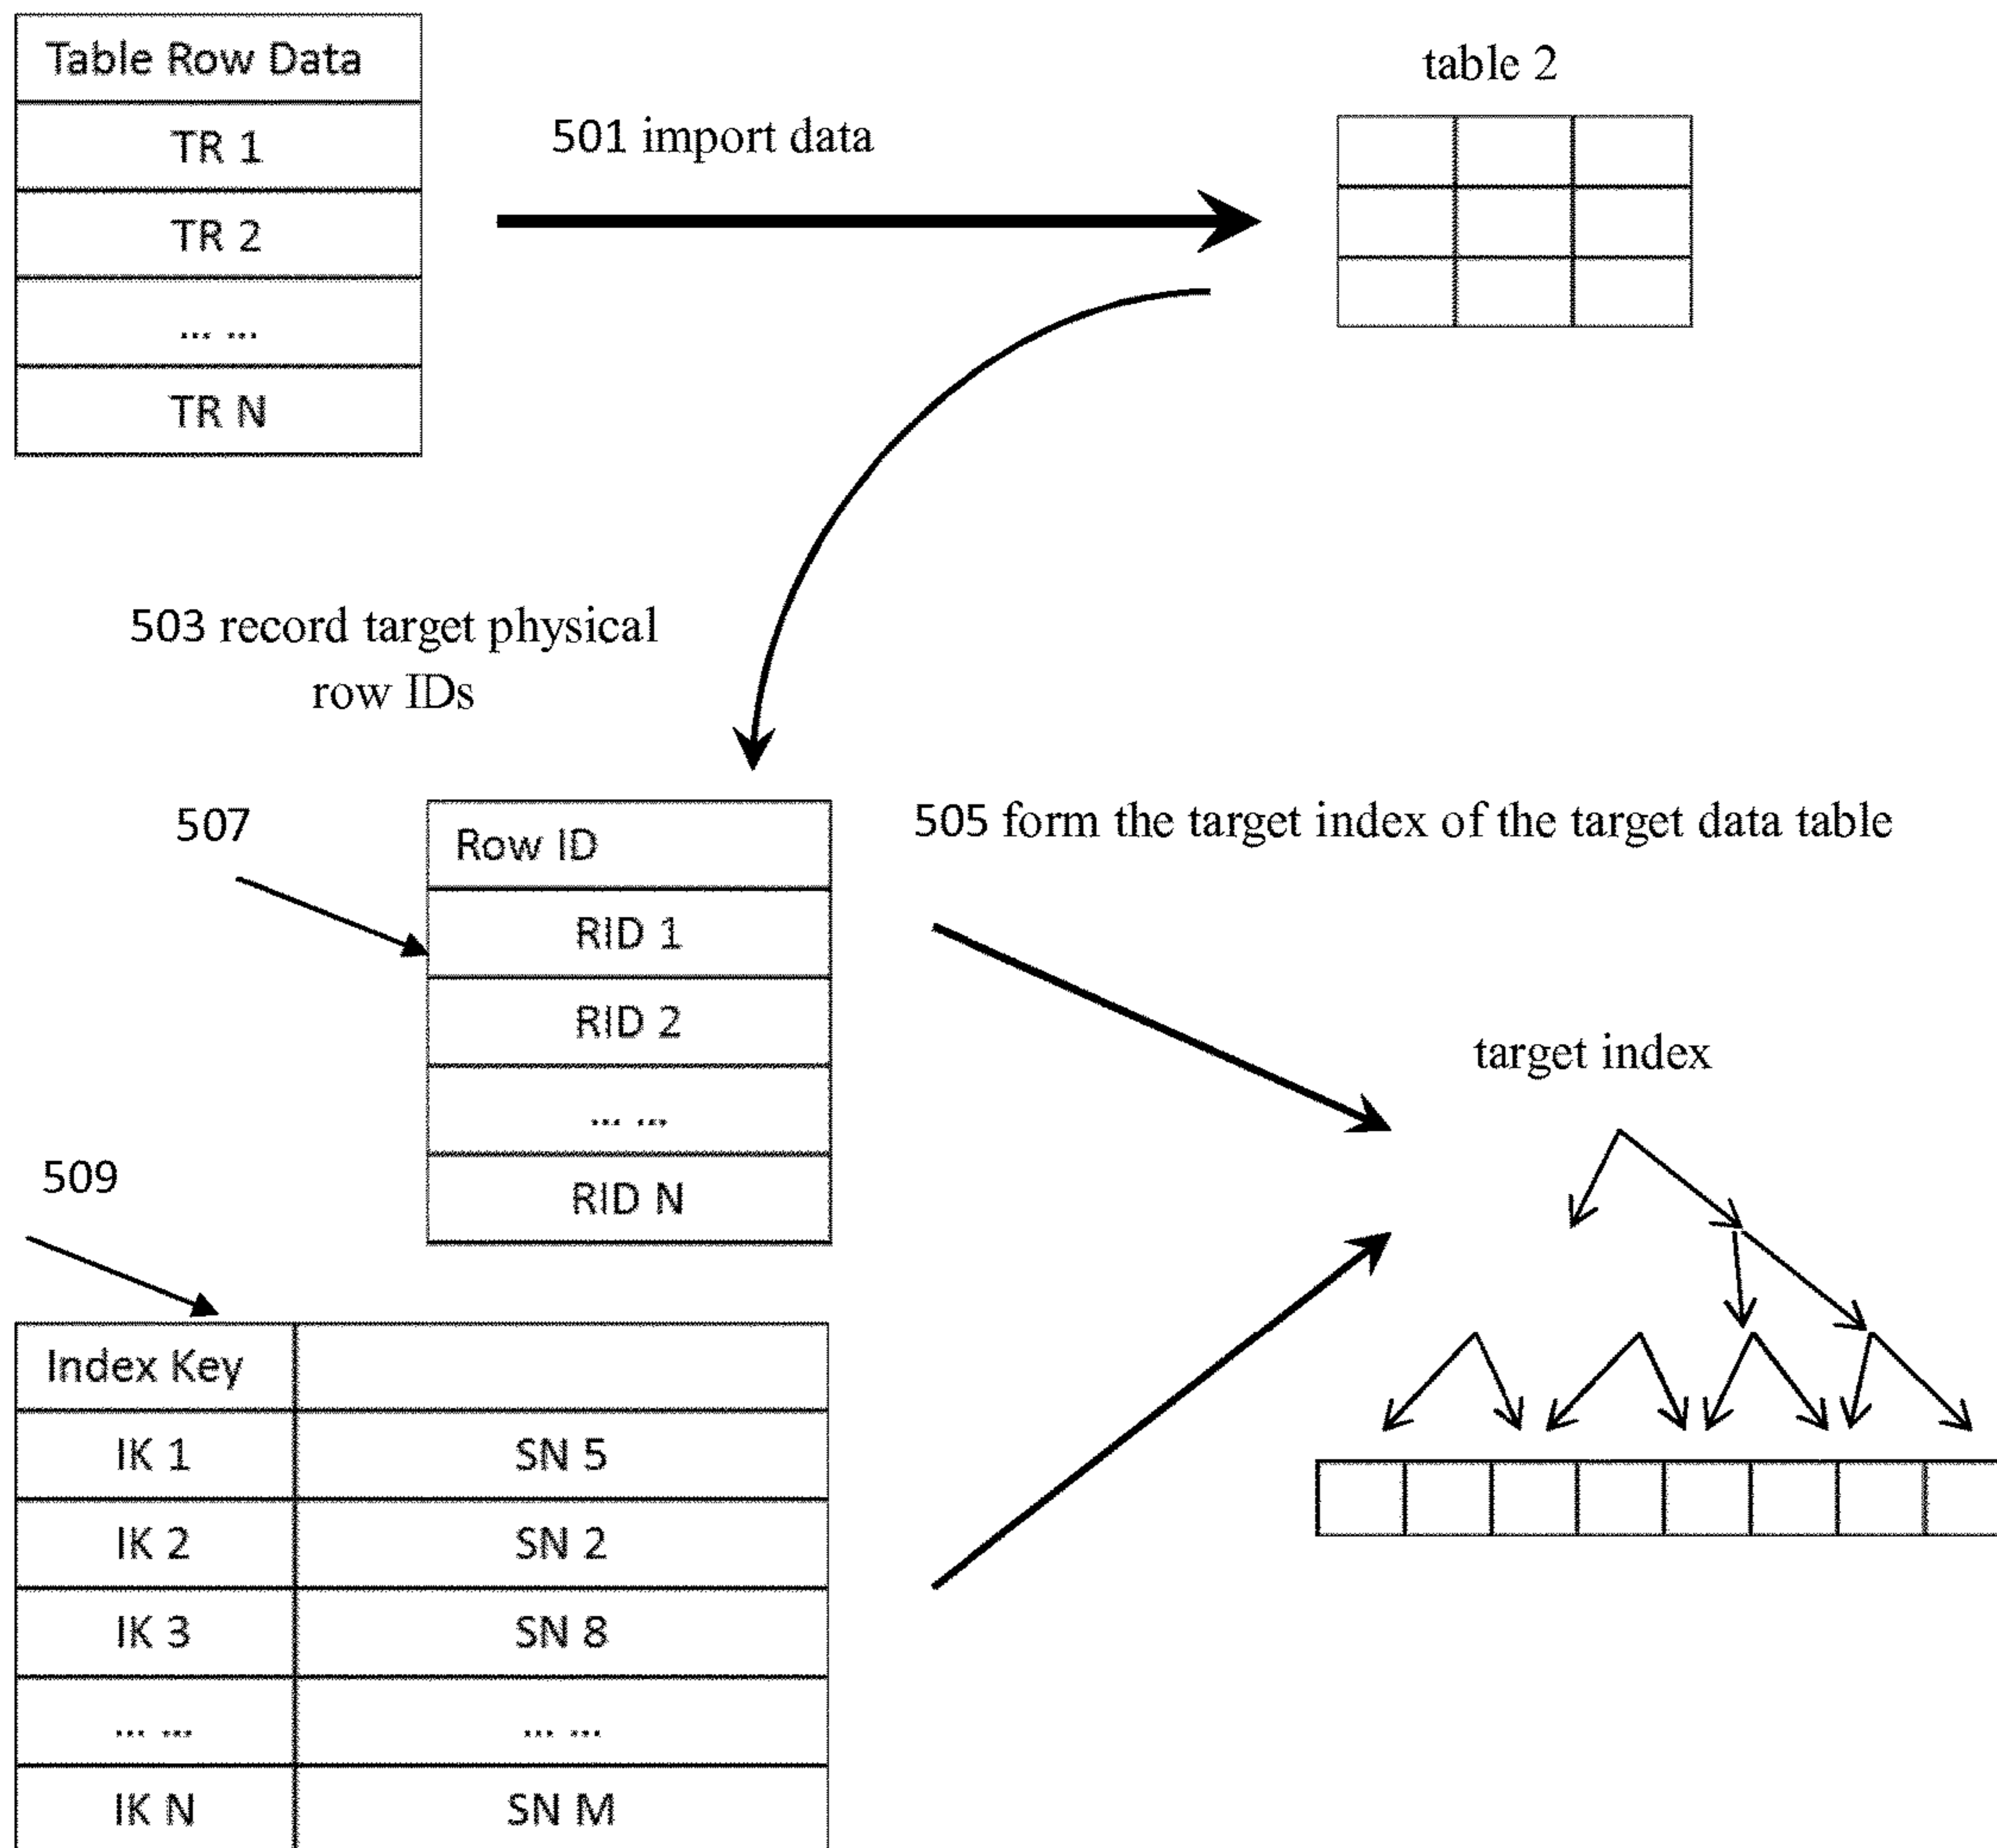 Table Row Data
TR 1
TR 2
... ...
TR N
501 import data
table 2
503 record target physical
row IDs
507
Row ID
RID 1
RID 2
... ...
RID N
505 form the target index of the target data table
target index
509
Index Key
IK 1 SN 5
IK 2 SN 2
IK 3 SN 8
... ... ... ...
IK N SN M